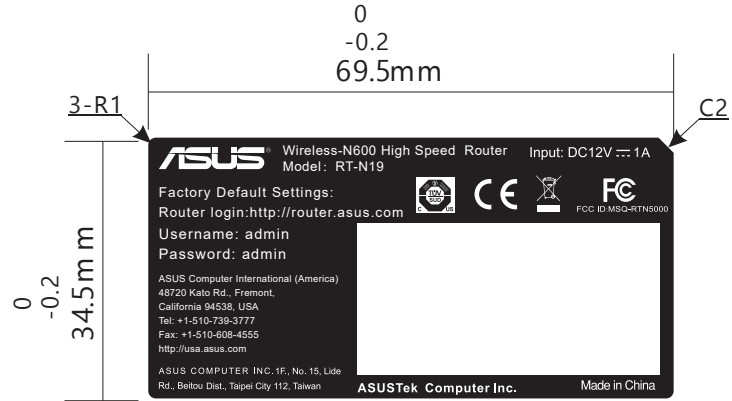 0
-0.2
69.5mm
3-R1
C2
0
-0.2
34.5mm
ASUS® Wireless-N600 High Speed Router Input: DC12V ⎓ 1A
Model: RT-N19
Factory Default Settings:
Router login:http://router.asus.com
Username: admin
Password: admin
TÜV
SÜD
C US
CE
FC
FCC ID:MSQ-RTN5000
ASUS Computer International (America)
48720 Kato Rd., Fremont,
California 94538, USA
Tel: +1-510-739-3777
Fax: +1-510-608-4555
http://usa.asus.com
ASUS COMPUTER INC.1F., No. 15, Lide
Rd., Beitou Dist., Taipei City 112, Taiwan
ASUSTek Computer Inc.
Made in China